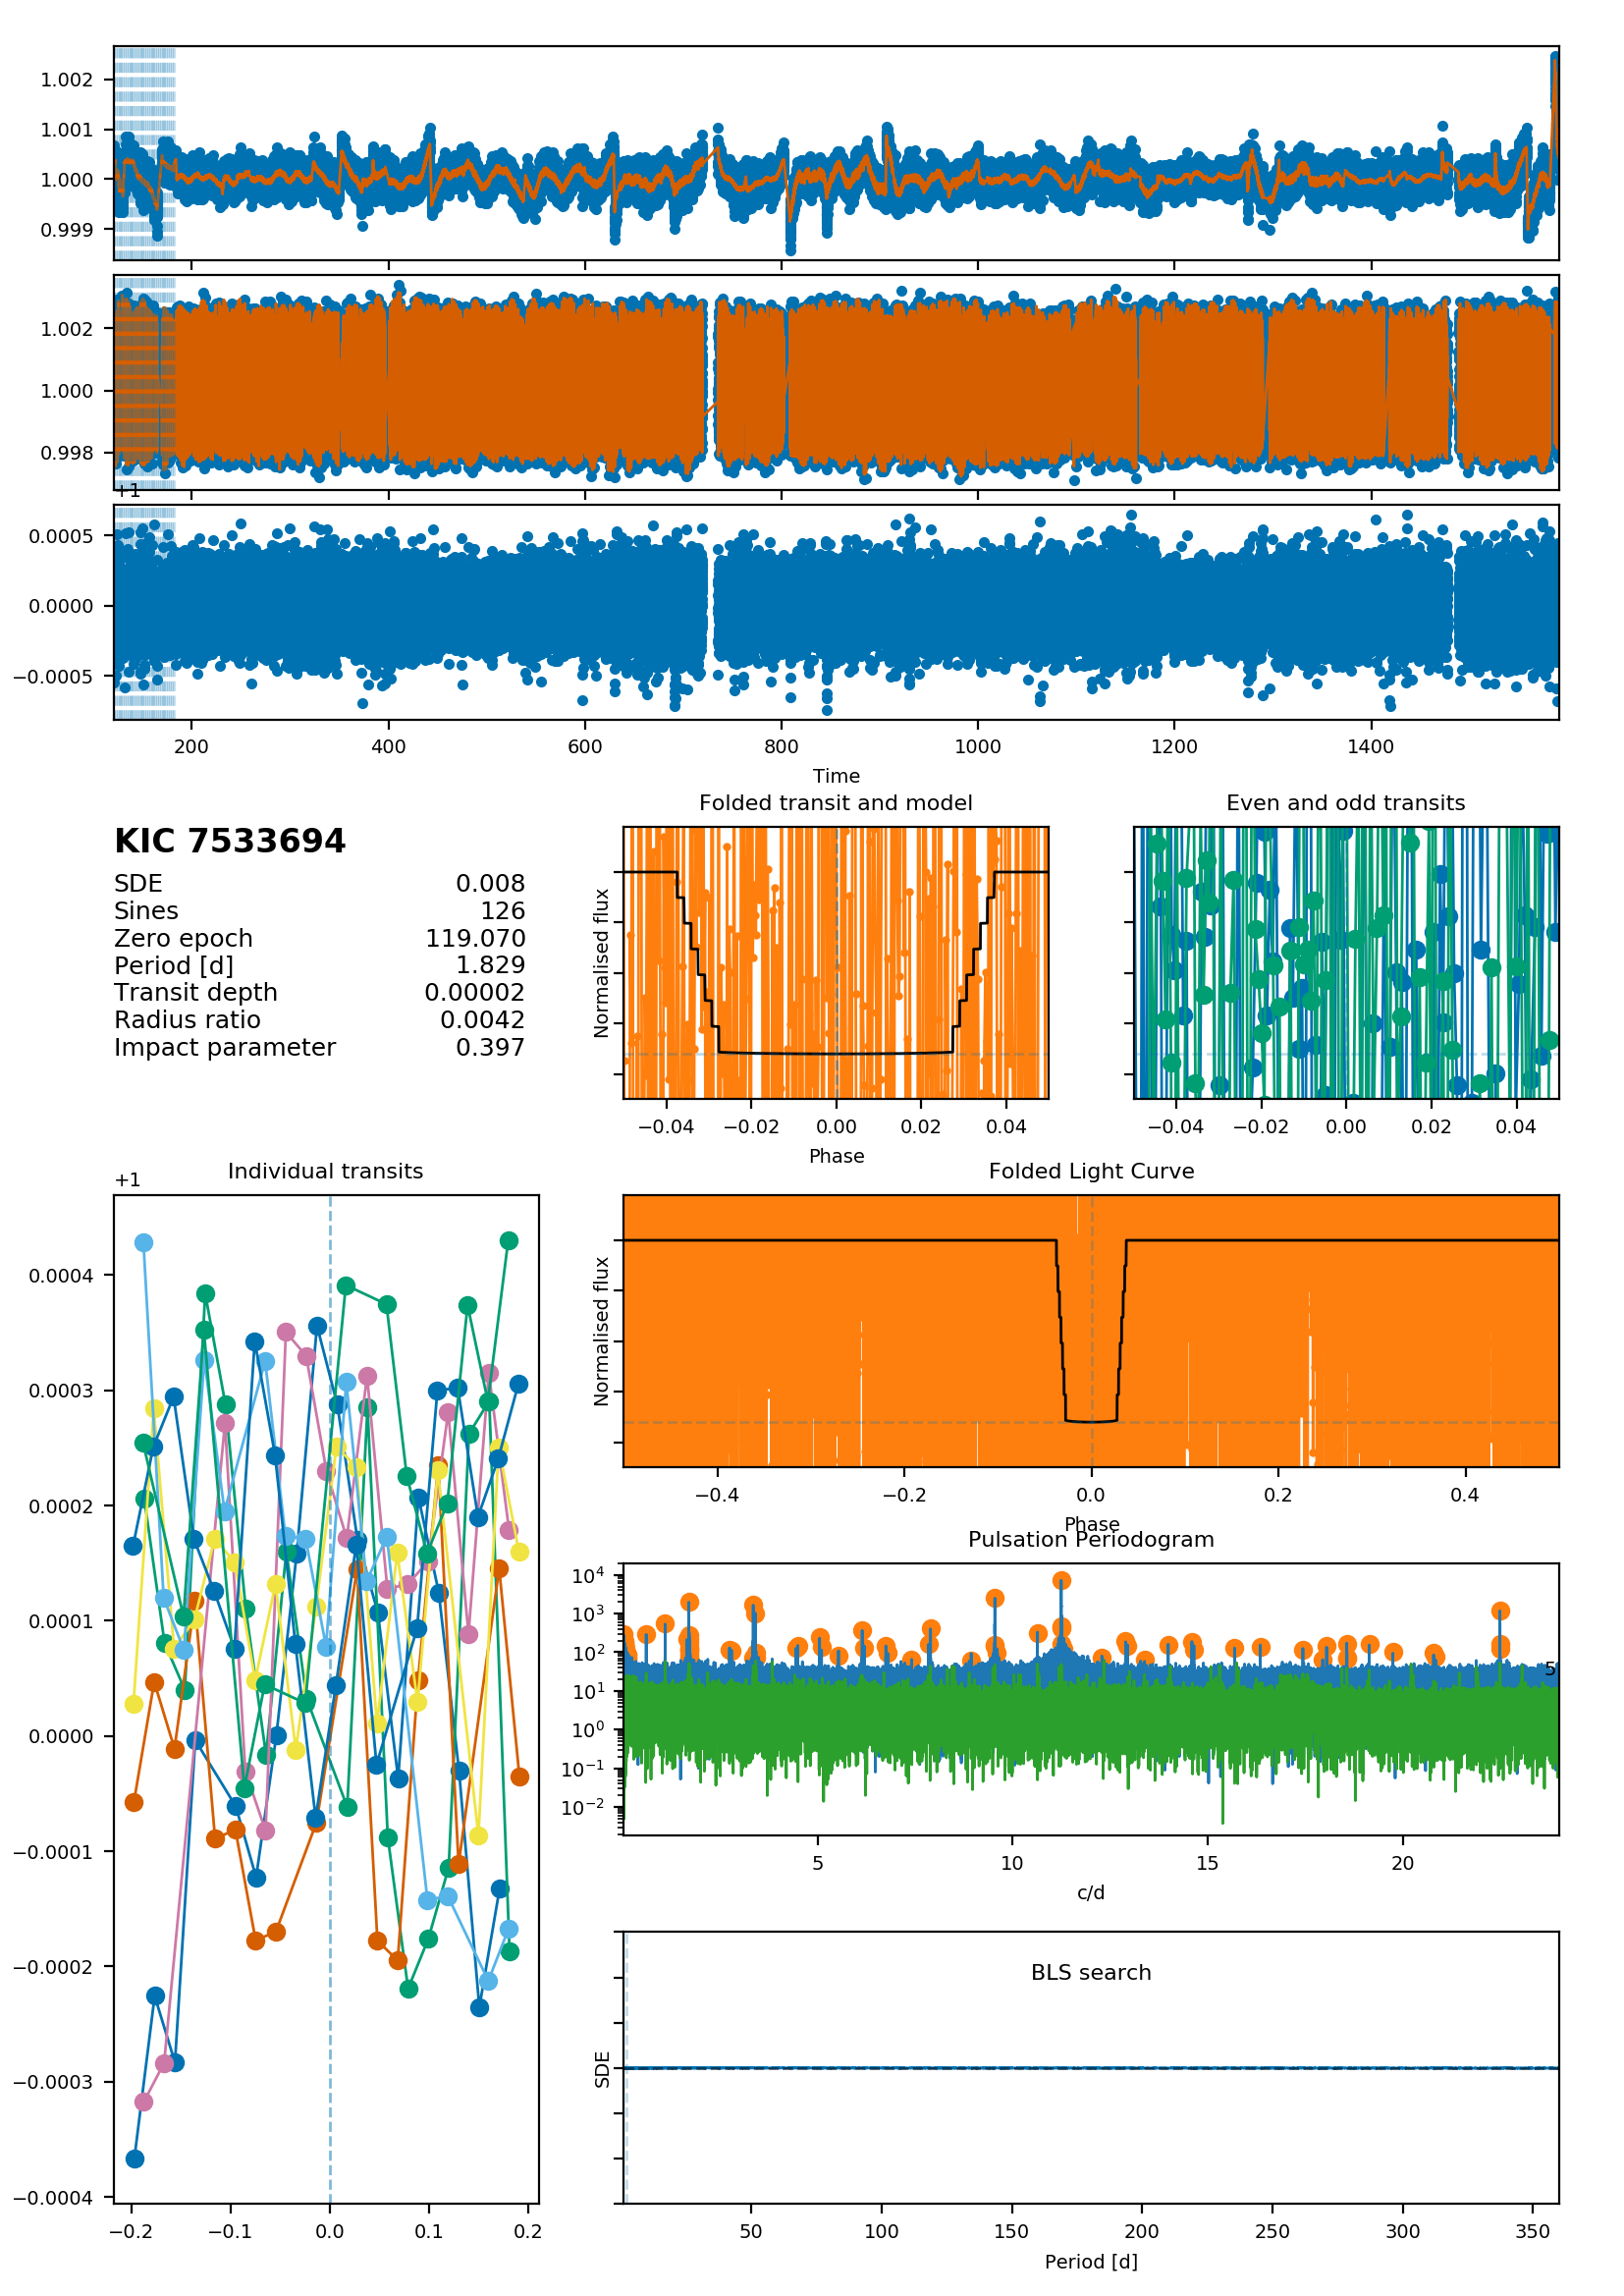 1.002
1.001
1.000
0.999
1.002
1.000
0.998
+1
0.0005
0.0000
−0.0005
200 400 600 800 1000 1200 1400
Time
KIC 7533694
SDE 0.008
Sines 126
Zero epoch 119.070
Period [d] 1.829
Transit depth 0.00002
Radius ratio 0.0042
Impact parameter 0.397
Folded transit and model
Normalised flux
−0.04 −0.02 0.00 0.02 0.04
Phase
Even and odd transits
−0.04 −0.02 0.00 0.02 0.04
Individual transits
+1
0.0004
0.0003
0.0002
0.0001
0.0000
−0.0001
−0.0002
−0.0003
−0.0004
−0.2 −0.1 0.0 0.1 0.2
Folded Light Curve
Normalised flux
−0.4 −0.2 0.0 0.2 0.4
Phase
Pulsation Periodogram
10⁴
10³
10²
10¹
10⁰
10⁻¹
10⁻²
5
5 10 15 20
c/d
BLS search
SDE
50 100 150 200 250 300 350
Period [d]